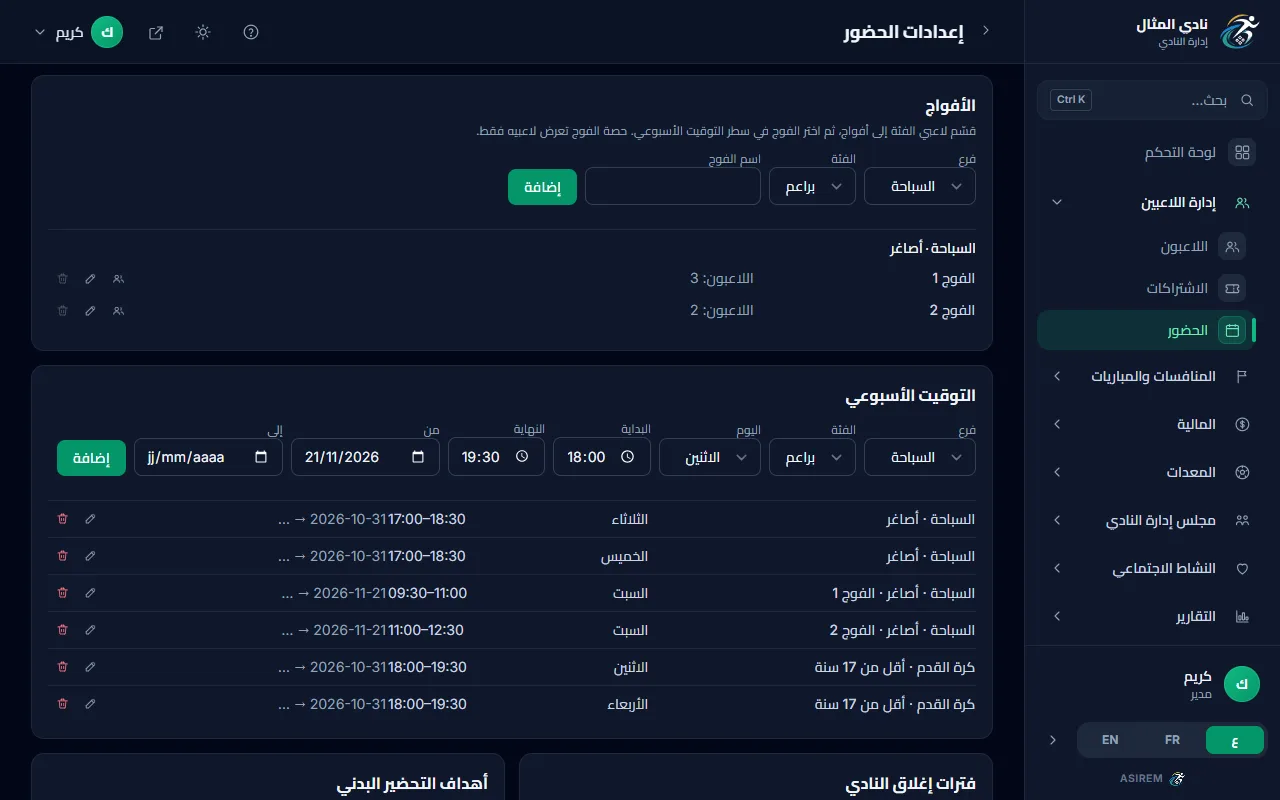 نادي المثال
إدارة النادي
بحث...
Ctrl K
لوحة التحكم
إدارة اللاعبين
اللاعبون
الاشتراكات
الحضور
المنافسات والمباريات
المالية
المعدات
مجلس إدارة النادي
النشاط الاجتماعي
التقارير
ك
كريم
مدير
ع FR EN
ASIREM
إعدادات الحضور
ك كريم
الأفواج
قسّم لاعبي الفئة إلى أفواج، ثم اختر الفوج في سطر التوقيت الأسبوعي. حصة الفوج تعرض لاعبيه فقط.
فرع الفئة اسم الفوج
السباحة براعم إضافة
السباحة · أصاغر
الفوج 1 اللاعبون: 3
الفوج 2 اللاعبون: 2
التوقيت الأسبوعي
فرع الفئة اليوم البداية النهاية من إلى
السباحة براعم الاثنين 18:00 19:30 21/11/2026 jj/mm/aaaa إضافة
السباحة · أصاغر الثلاثاء 17:00–18:30 2026-10-31 → ...
السباحة · أصاغر الخميس 17:00–18:30 2026-10-31 → ...
السباحة · أصاغر · الفوج 1 السبت 09:30–11:00 2026-11-21 → ...
السباحة · أصاغر · الفوج 2 السبت 11:00–12:30 2026-11-21 → ...
كرة القدم · أقل من 17 سنة الاثنين 18:00–19:30 2026-10-31 → ...
كرة القدم · أقل من 17 سنة الأربعاء 18:00–19:30 2026-10-31 → ...
فترات إغلاق النادي
أهداف التحضير البدني